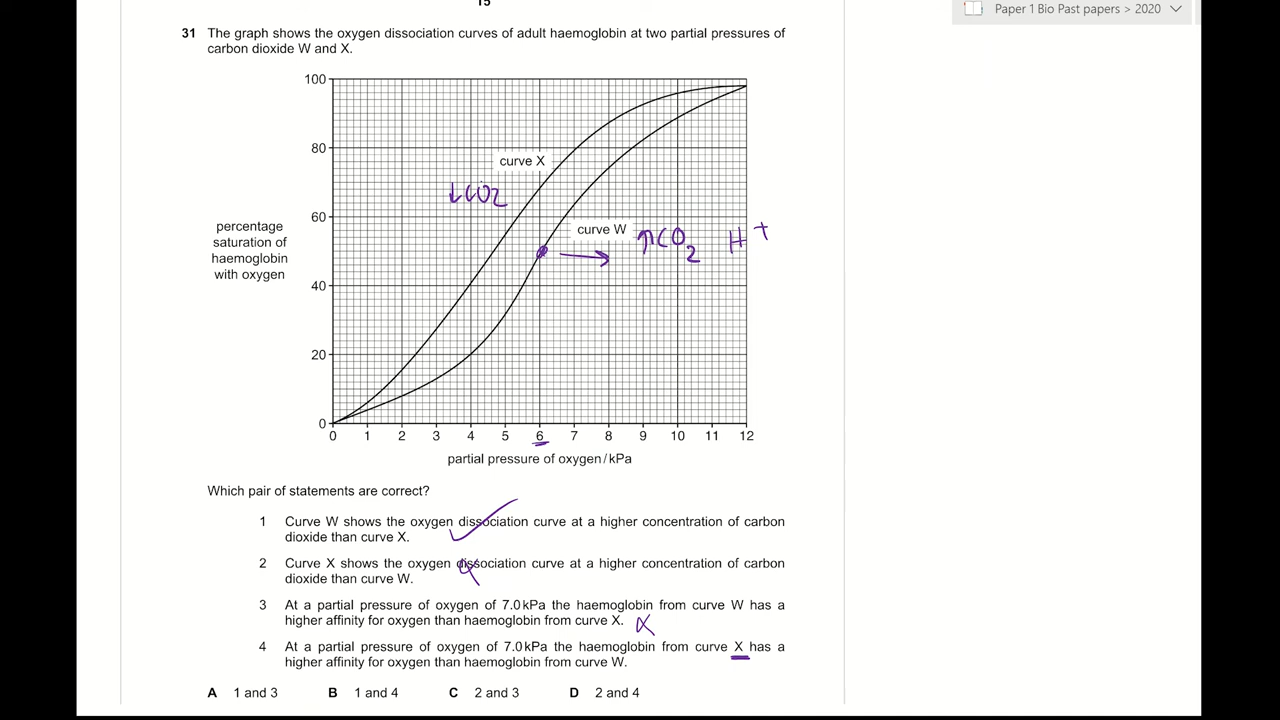 15
Paper 1 Bio Past papers > 2020
31 The graph shows the oxygen dissociation curves of adult haemoglobin at two partial pressures of
carbon dioxide W and X.
100
80
60
40
20
0
percentage
saturation of
haemoglobin
with oxygen
curve X
↓CO2
curve W
↑CO2 H+
0 1 2 3 4 5 6 7 8 9 10 11 12
partial pressure of oxygen/kPa
Which pair of statements are correct?
1 Curve W shows the oxygen dissociation curve at a higher concentration of carbon
dioxide than curve X.
2 Curve X shows the oxygen dissociation curve at a higher concentration of carbon
dioxide than curve W.
3 At a partial pressure of oxygen of 7.0kPa the haemoglobin from curve W has a
higher affinity for oxygen than haemoglobin from curve X.
4 At a partial pressure of oxygen of 7.0kPa the haemoglobin from curve X has a
higher affinity for oxygen than haemoglobin from curve W.
A 1 and 3 B 1 and 4 C 2 and 3 D 2 and 4